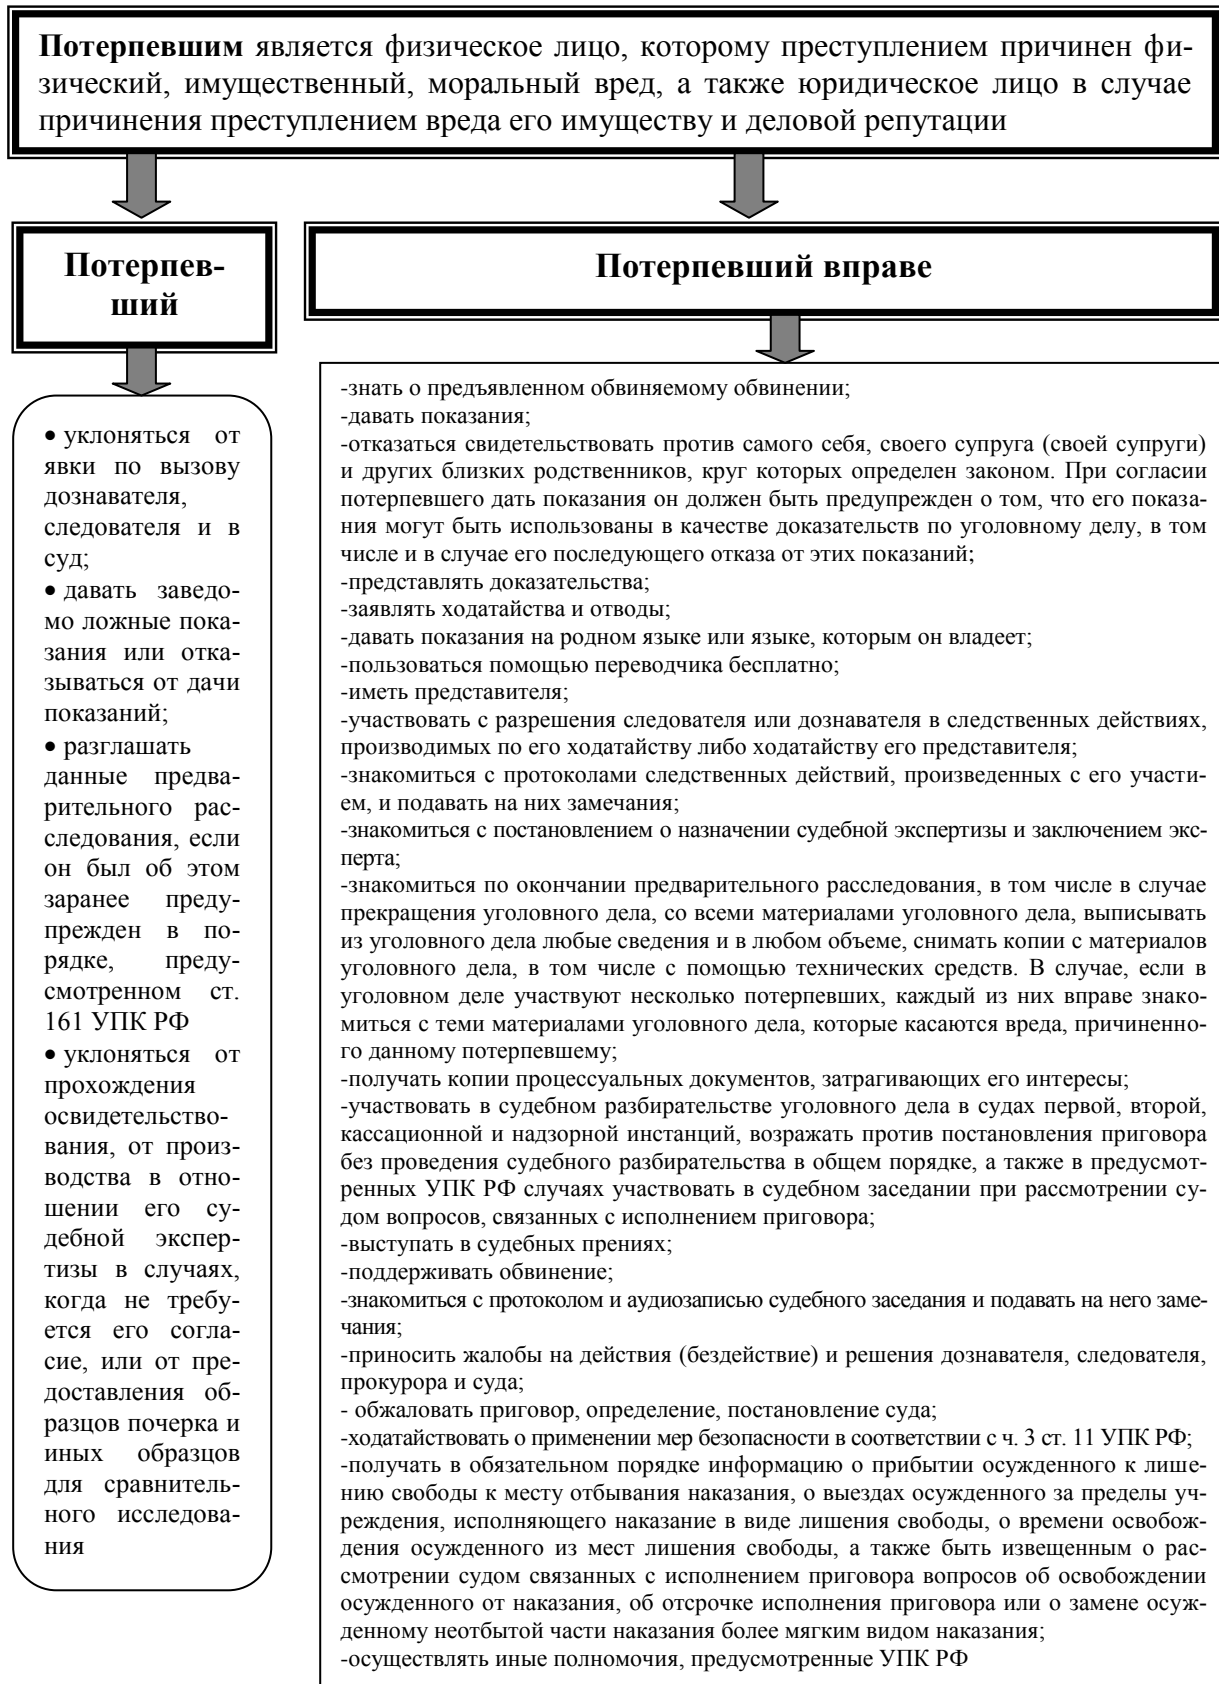 Потерпевшим является физическое лицо, которому преступлением причинен фи-
зический, имущественный, моральный вред, а также юридическое лицо в случае
причинения преступлением вреда его имуществу и деловой репутации
Потерпев-
ший
• уклоняться от
явки по вызову
дознавателя,
следователя и в
суд;
• давать заведо-
мо ложные пока-
зания или отка-
зываться от дачи
показаний;
• разглашать
данные предва-
рительного рас-
следования, если
он был об этом
заранее преду-
прежден в по-
рядке, преду-
смотренном ст.
161 УПК РФ
• уклоняться от
прохождения
освидетельство-
вания, от произ-
водства в отно-
шении его су-
дебной экспер-
тизы в случаях,
когда не требу-
ется его согла-
сие, или от пре-
доставления об-
разцов почерка и
иных образцов
для сравнитель-
ного исследова-
ния
Потерпевший вправе
-знать о предъявленном обвиняемому обвинении;
-давать показания;
-отказаться свидетельствовать против самого себя, своего супруга (своей супруги)
и других близких родственников, круг которых определен законом. При согласии
потерпевшего дать показания он должен быть предупрежден о том, что его показа-
ния могут быть использованы в качестве доказательств по уголовному делу, в том
числе и в случае его последующего отказа от этих показаний;
-представлять доказательства;
-заявлять ходатайства и отводы;
-давать показания на родном языке или языке, которым он владеет;
-пользоваться помощью переводчика бесплатно;
-иметь представителя;
-участвовать с разрешения следователя или дознавателя в следственных действиях,
производимых по его ходатайству либо ходатайству его представителя;
-знакомиться с протоколами следственных действий, произведенных с его участи-
ем, и подавать на них замечания;
-знакомиться с постановлением о назначении судебной экспертизы и заключением экс-
перта;
-знакомиться по окончании предварительного расследования, в том числе в случае
прекращения уголовного дела, со всеми материалами уголовного дела, выписывать
из уголовного дела любые сведения и в любом объеме, снимать копии с материалов
уголовного дела, в том числе с помощью технических средств. В случае, если в
уголовном деле участвуют несколько потерпевших, каждый из них вправе знако-
миться с теми материалами уголовного дела, которые касаются вреда, причиненно-
го данному потерпевшему;
-получать копии процессуальных документов, затрагивающих его интересы;
-участвовать в судебном разбирательстве уголовного дела в судах первой, второй,
кассационной и надзорной инстанций, возражать против постановления приговора
без проведения судебного разбирательства в общем порядке, а также в предусмот-
ренных УПК РФ случаях участвовать в судебном заседании при рассмотрении су-
дом вопросов, связанных с исполнением приговора;
-выступать в судебных прениях;
-поддерживать обвинение;
-знакомиться с протоколом и аудиозаписью судебного заседания и подавать на него заме-
чания;
-приносить жалобы на действия (бездействие) и решения дознавателя, следователя,
прокурора и суда;
- обжаловать приговор, определение, постановление суда;
-ходатайствовать о применении мер безопасности в соответствии с ч. 3 ст. 11 УПК РФ;
-получать в обязательном порядке информацию о прибытии осужденного к лише-
нию свободы к месту отбывания наказания, о выездах осужденного за пределы уч-
реждения, исполняющего наказание в виде лишения свободы, о времени освобож-
дения осужденного из мест лишения свободы, а также быть извещенным о рас-
смотрении судом связанных с исполнением приговора вопросов об освобождении
осужденного от наказания, об отсрочке исполнения приговора или о замене осуж-
денному неотбытой части наказания более мягким видом наказания;
-осуществлять иные полномочия, предусмотренные УПК РФ